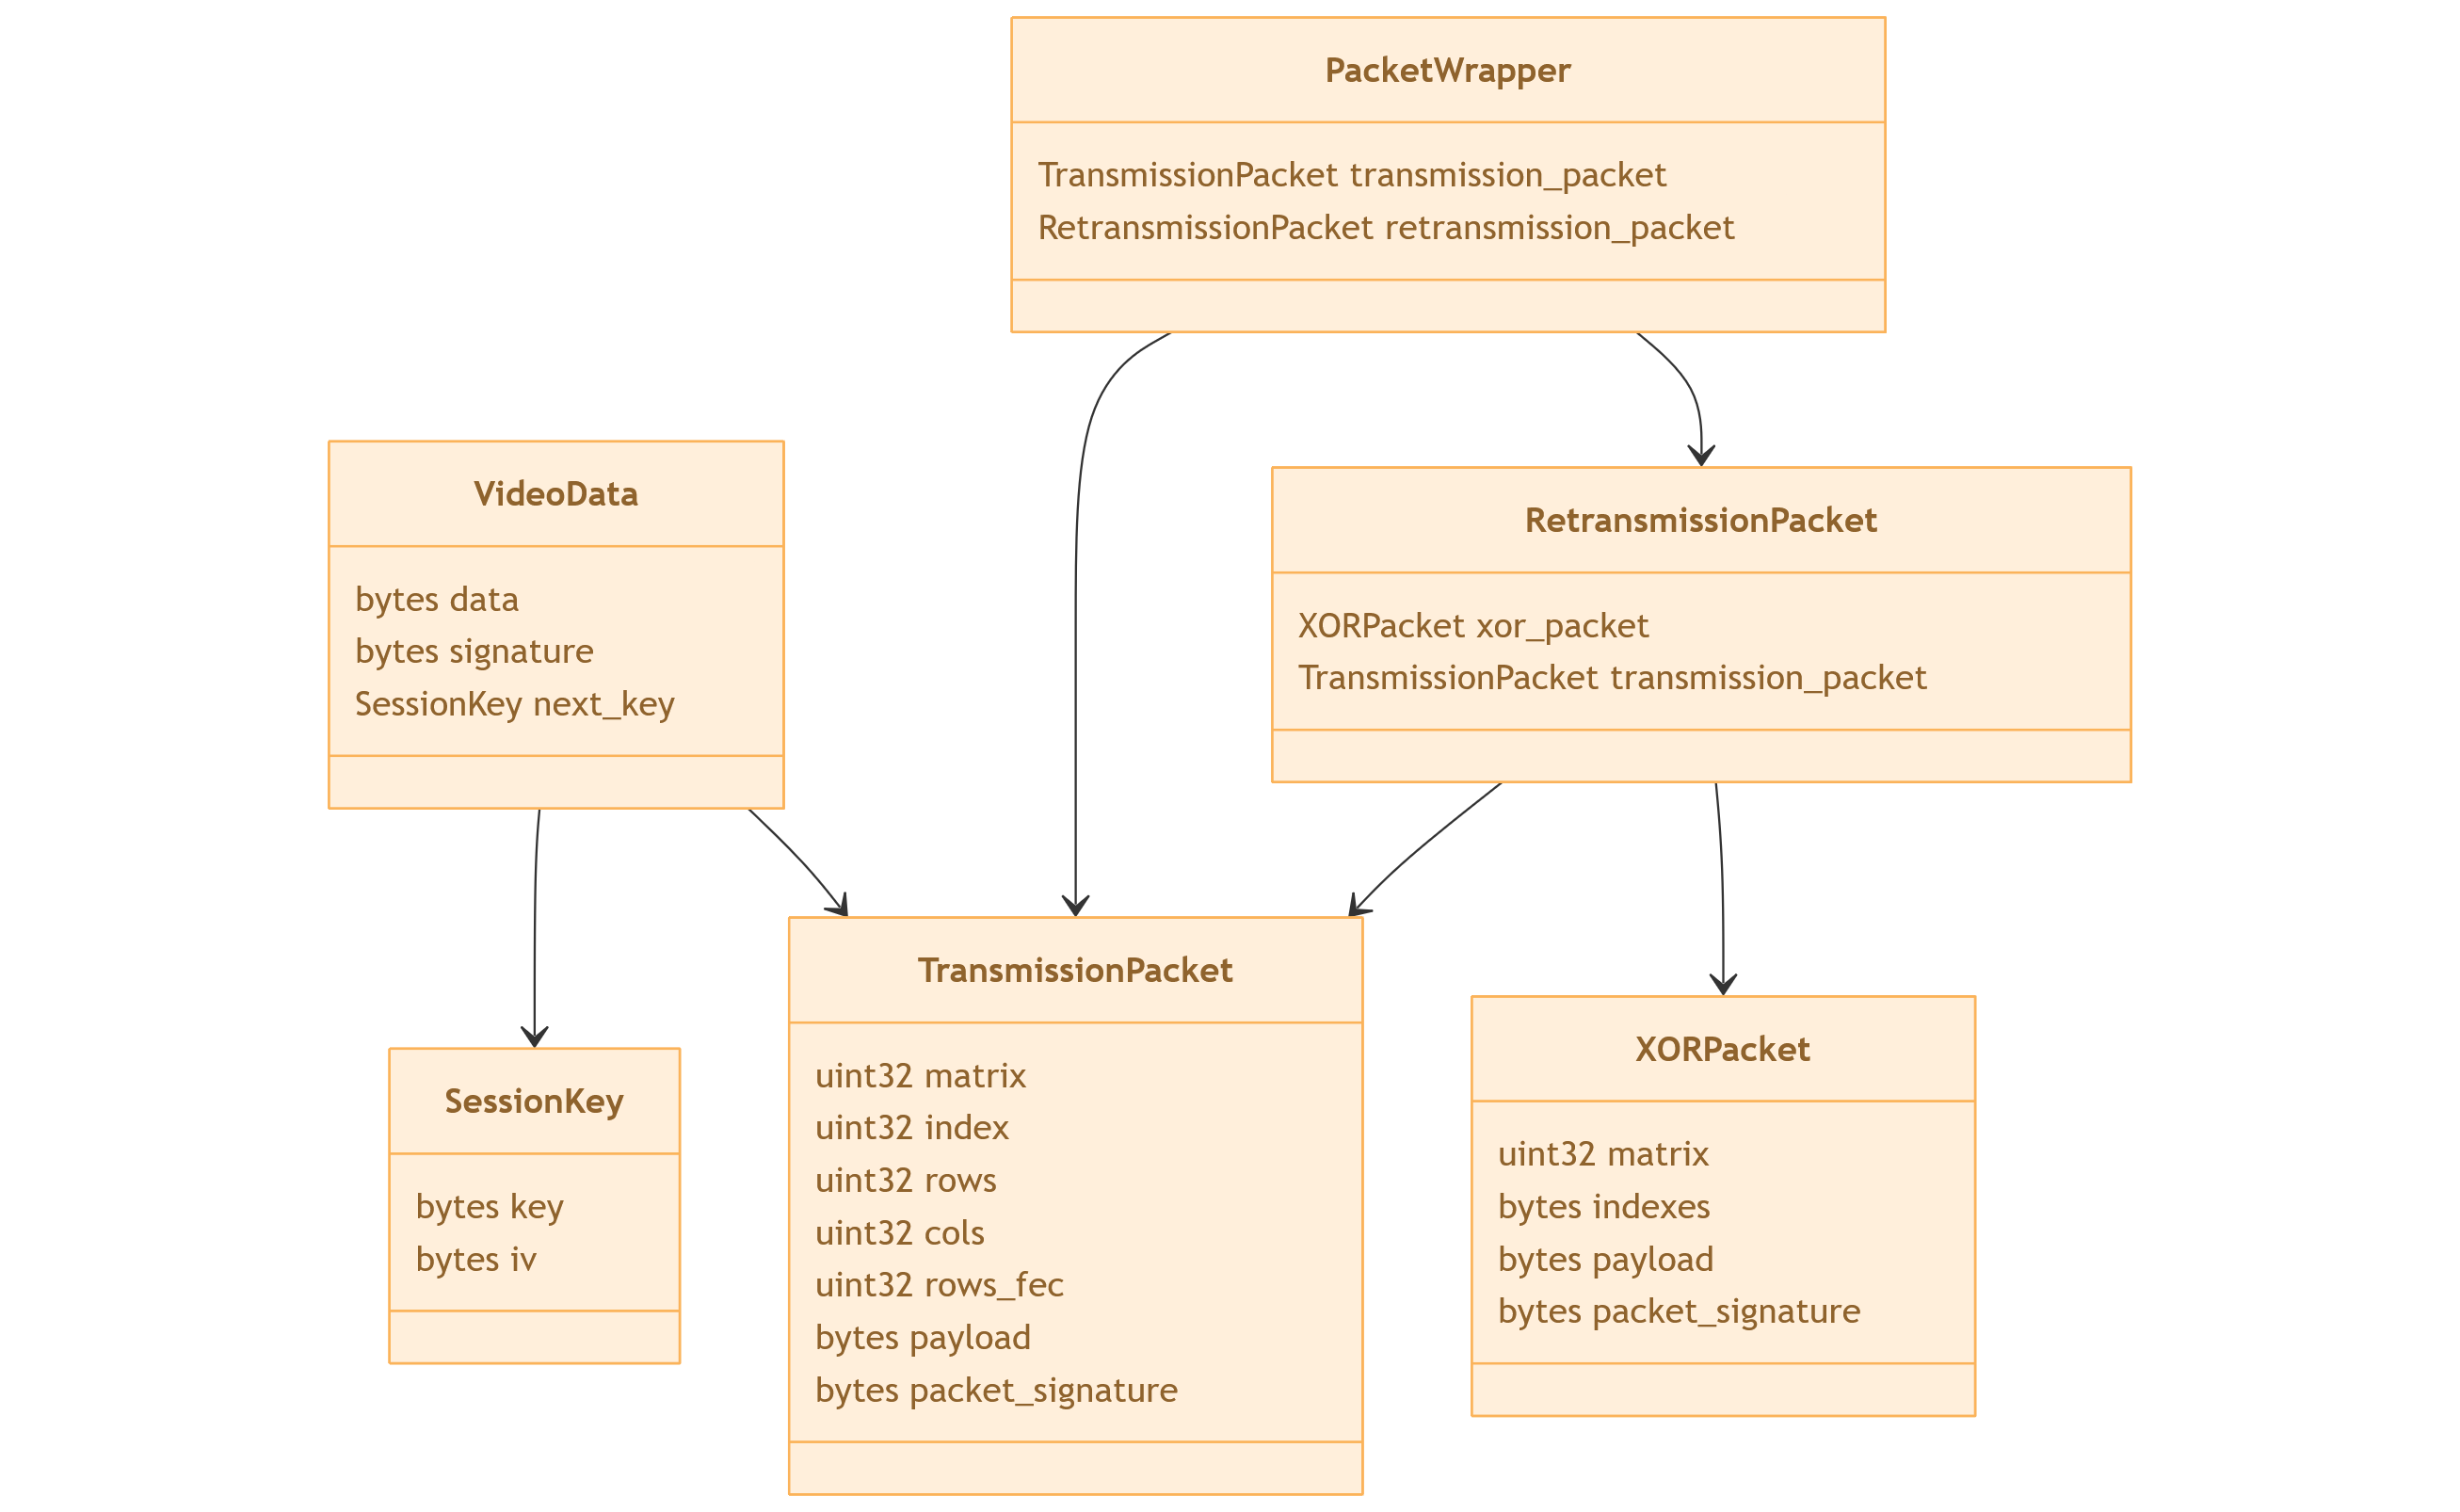 PacketWrapper
TransmissionPacket transmission_packet
RetransmissionPacket retransmission_packet
VideoData
bytes data
bytes signature
SessionKey next_key
RetransmissionPacket
XORPacket xor_packet
TransmissionPacket transmission_packet
SessionKey
bytes key
bytes iv
TransmissionPacket
uint32 matrix
uint32 index
uint32 rows
uint32 cols
uint32 rows_fec
bytes payload
bytes packet_signature
XORPacket
uint32 matrix
bytes indexes
bytes payload
bytes packet_signature